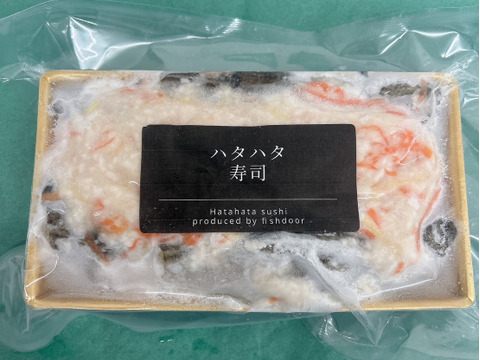 ハタハタ
寿司
Hatahata sushi
produced by fishdoor